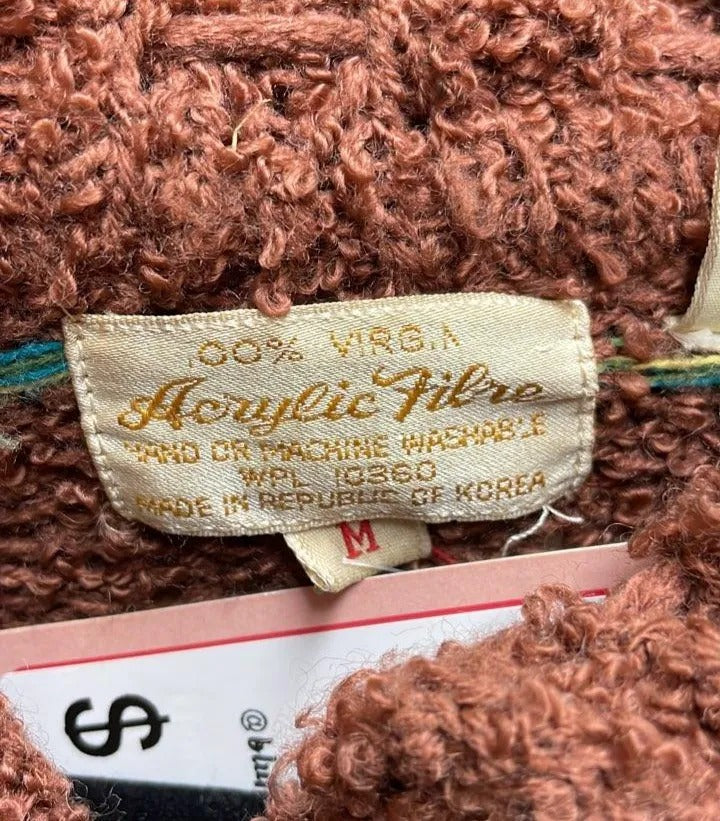 100% VIRGIN
Acrylic Fibre
HAND OR MACHINE WASHABLE
WPL 10360
MADE IN REPUBLIC OF KOREA
M
$